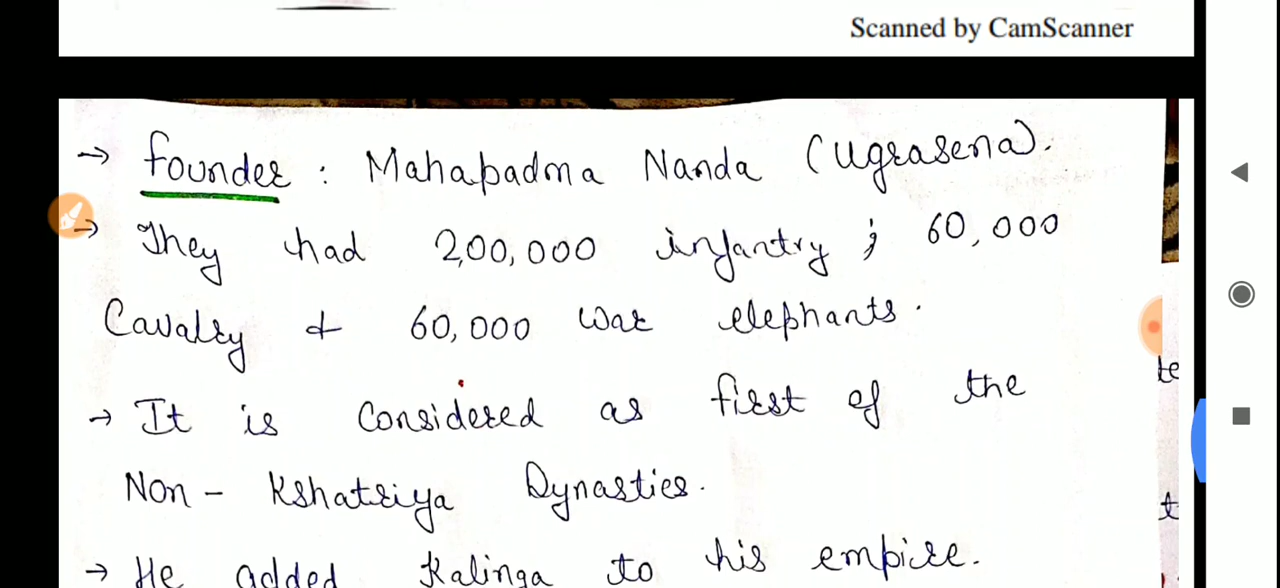 Scanned by CamScanner
→ founder : Mahapadma Nanda (Ugrasena).
→ They had 2,00,000 infantry ; 60,000
Cavalry & 60,000 war elephants.
te
→ It is Considered as first of the
Non - Kshatriya Dynasties.
t
→ He added Kalinga to his empire.